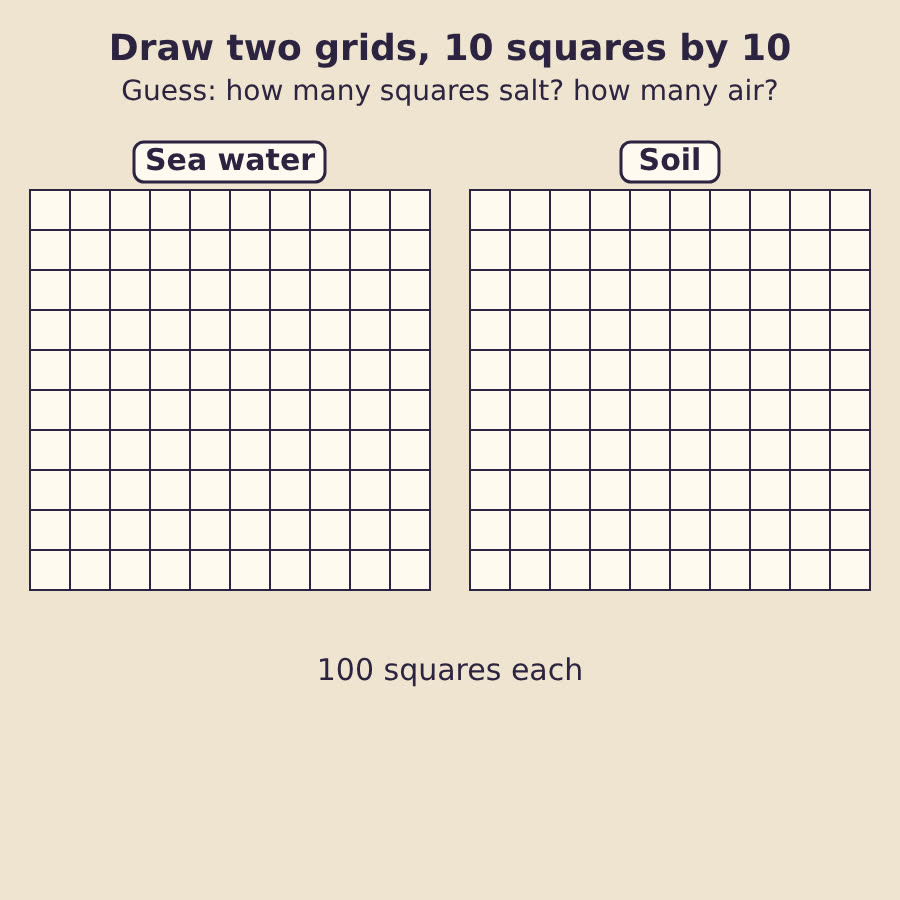 Draw two grids, 10 squares by 10
Guess: how many squares salt? how many air?
Sea water
Soil
100 squares each